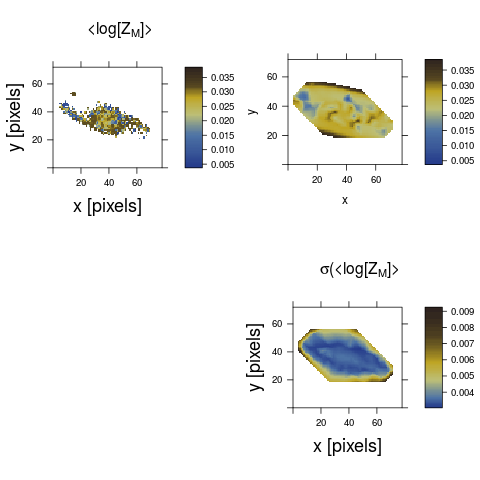 <log[Z_M]>
60
40
20
20 40 60
x [pixels]
y [pixels]
0.035
0.030
0.025
0.020
0.015
0.010
0.005
60
40
20
20 40 60
x
y
0.035
0.030
0.025
0.020
0.015
0.010
0.005
σ(<log[Z_M]>
60
40
20
20 40 60
x [pixels]
y [pixels]
0.009
0.008
0.007
0.006
0.005
0.004